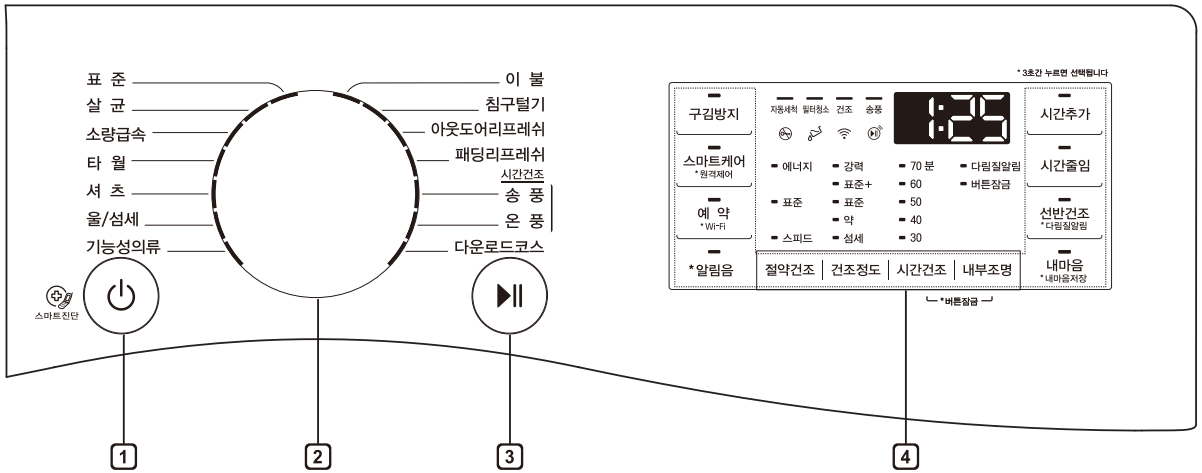 표 준
살 균
소량급속
타 월
셔 츠
울/섬세
기능성의류
이 불
침구털기
아웃도어리프레쉬
패딩리프레쉬
시간건조
송 풍
온 풍
다운로드코스
스마트진단
* 3초간 누르면 선택됩니다
구김방지
스마트케어
* 원격제어
예 약
* Wi-Fi
* 알림음
자동세척 필터청소 건조 송풍
1:25
에너지
표준
스피드
강력
표준+
표준
약
섬세
70 분
60
50
40
30
다림질알림
버튼잠금
시간추가
시간줄임
선반건조
* 다림질알림
내마음
* 내마음저장
절약건조 | 건조정도 | 시간건조 | 내부조명
* 버튼잠금
1
2
3
4